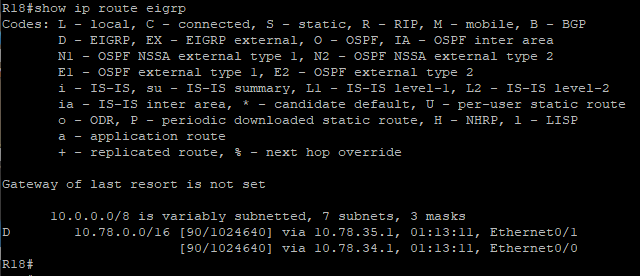 R18#show ip route eigrp
Codes: L - local, C - connected, S - static, R - RIP, M - mobile, B - BGP
D - EIGRP, EX - EIGRP external, O - OSPF, IA - OSPF inter area
N1 - OSPF NSSA external type 1, N2 - OSPF NSSA external type 2
E1 - OSPF external type 1, E2 - OSPF external type 2
i - IS-IS, su - IS-IS summary, L1 - IS-IS level-1, L2 - IS-IS level-2
ia - IS-IS inter area, * - candidate default, U - per-user static route
o - ODR, P - periodic downloaded static route, H - NHRP, l - LISP
a - application route
+ - replicated route, % - next hop override
Gateway of last resort is not set
10.0.0.0/8 is variably subnetted, 7 subnets, 3 masks
D 10.78.0.0/16 [90/1024640] via 10.78.35.1, 01:13:11, Ethernet0/1
[90/1024640] via 10.78.34.1, 01:13:11, Ethernet0/0
R18#